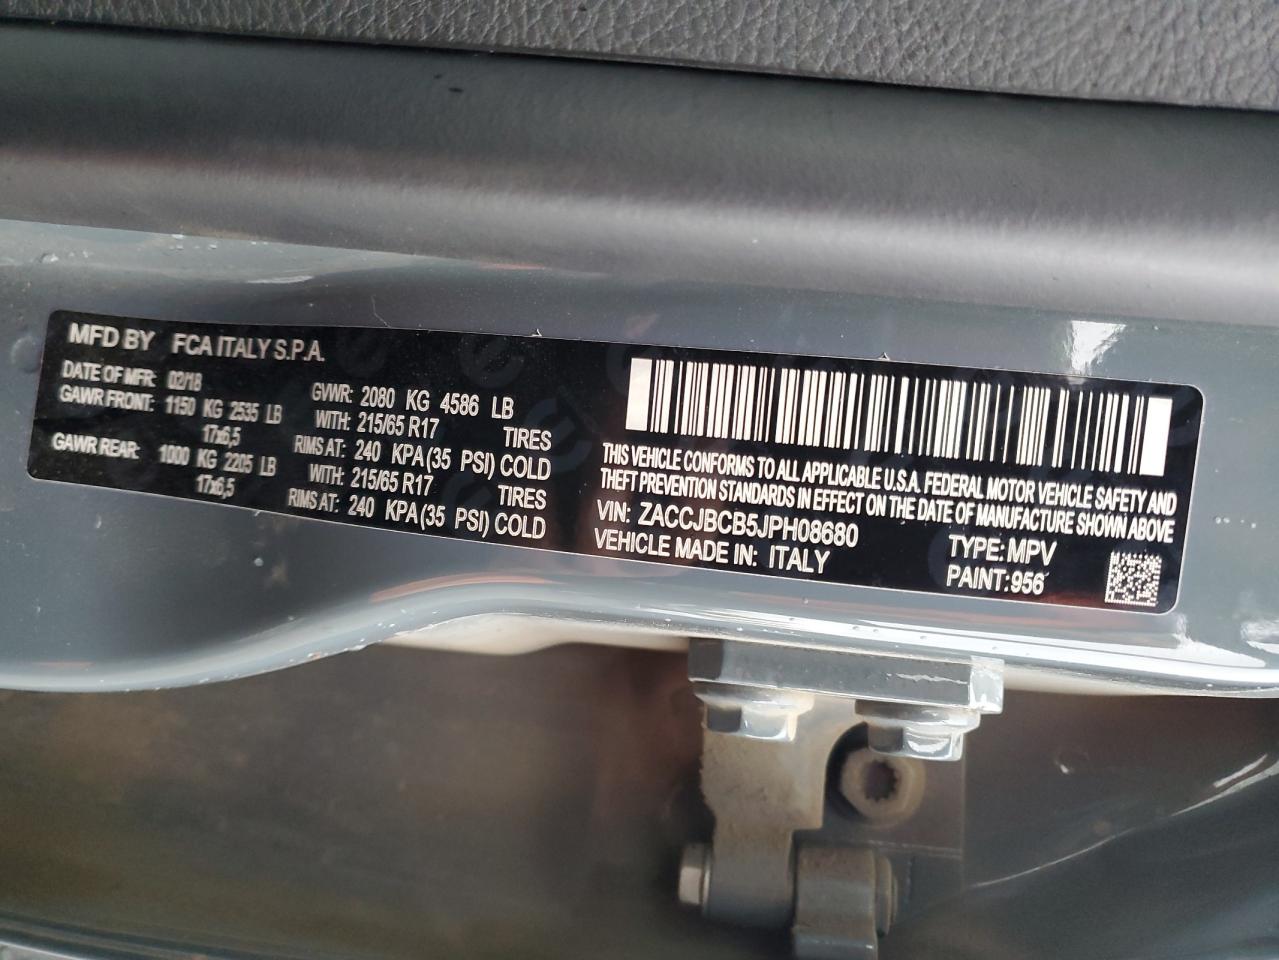 MFD BY FCA ITALY S.P.A.
DATE OF MFR: 02/18 GVWR: 2080 KG 4586 LB
GAWR FRONT: 1150 KG 2535 LB WITH: 215/65 R17 TIRES
17x6,5 RIMS AT: 240 KPA (35 PSI) COLD
GAWR REAR: 1000 KG 2205 LB WITH: 215/65 R17 TIRES
17x6,5 RIMS AT: 240 KPA (35 PSI) COLD
THIS VEHICLE CONFORMS TO ALL APPLICABLE U.S.A. FEDERAL MOTOR VEHICLE SAFETY AND
THEFT PREVENTION STANDARDS IN EFFECT ON THE DATE OF MANUFACTURE SHOWN ABOVE
VIN: ZACCJBCB5JPH08680 TYPE: MPV
VEHICLE MADE IN: ITALY PAINT:956